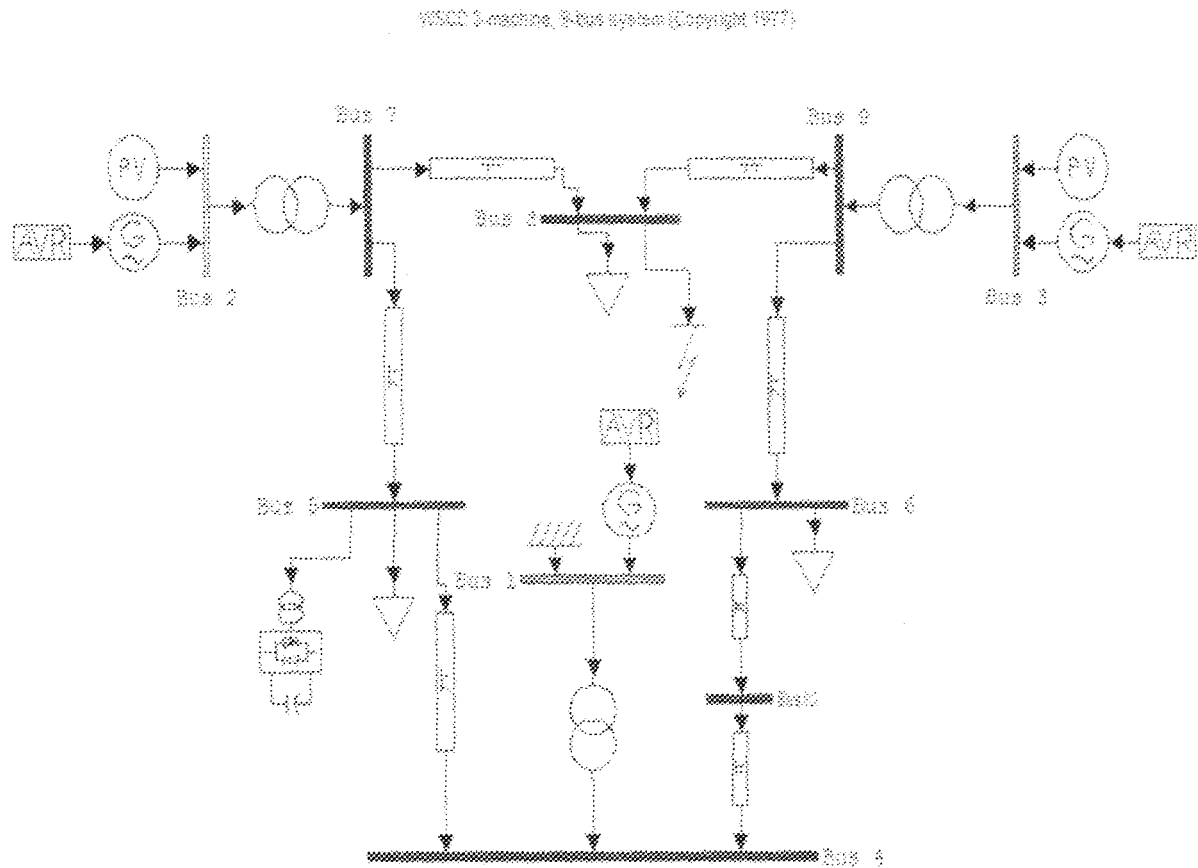 WSCC 3-machine, 9-bus system (Copyright 1977)
Bus 7
Bus 9
PV
PV
Bus 8
AVR
G
G
AVR
Bus 2
Bus 3
AVR
Bus 5
G
Bus 6
Bus 1
Bus
Bus 4